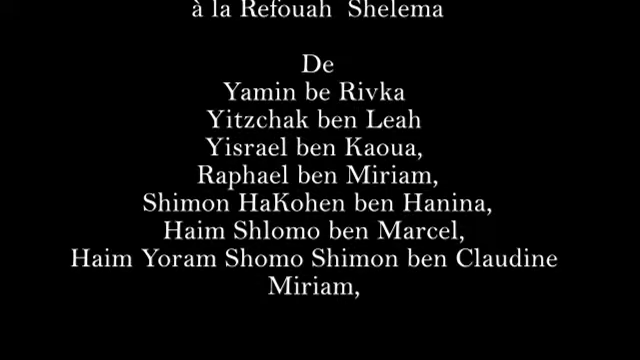 à la Refouah Shelema
De
Yamin be Rivka
Yitzchak ben Leah
Yisrael ben Kaoua,
Raphael ben Miriam,
Shimon HaKohen ben Hanina,
Haim Shlomo ben Marcel,
Haim Yoram Shomo Shimon ben Claudine
Miriam,